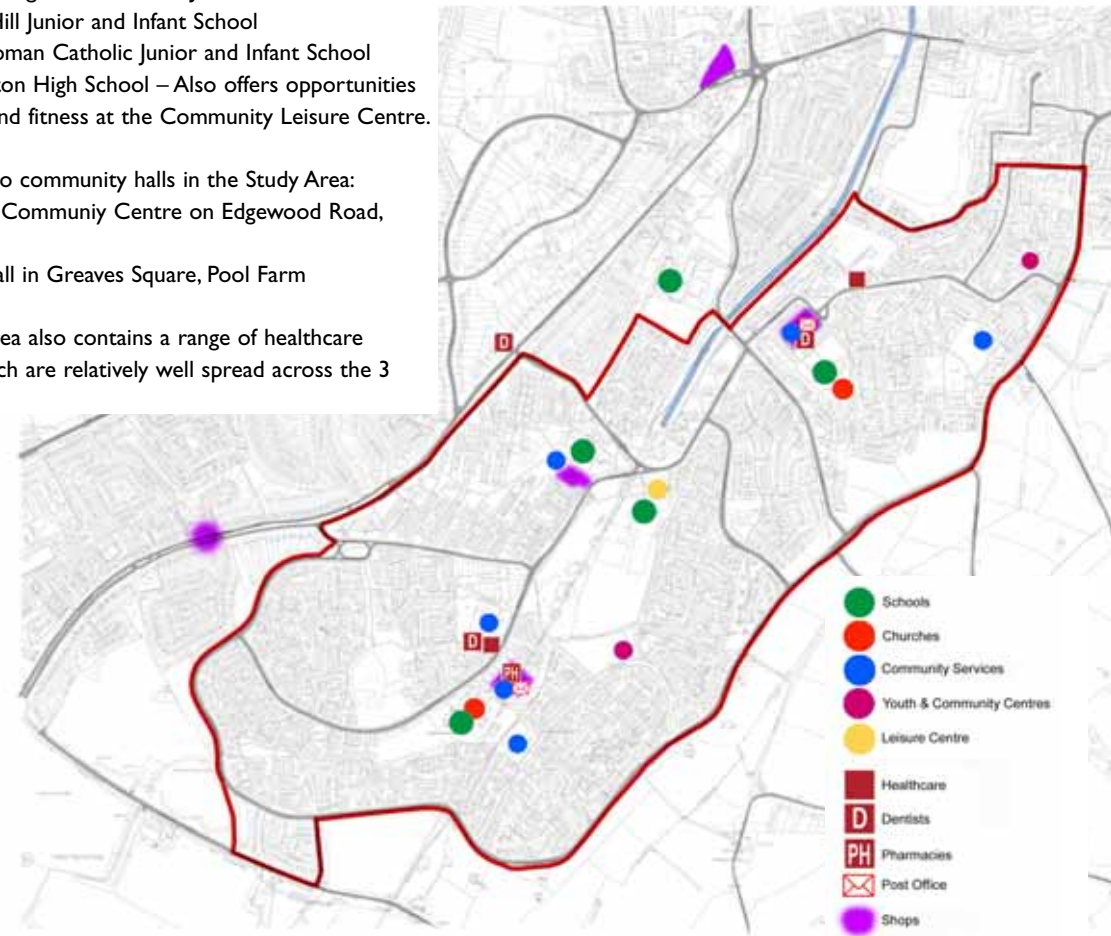 Hill Junior and Infant School
oman Catholic Junior and Infant School
ton High School – Also offers opportunities
nd fitness at the Community Leisure Centre.
o community halls in the Study Area:
Communiy Centre on Edgewood Road,
all in Greaves Square, Pool Farm
ea also contains a range of healthcare
ch are relatively well spread across the 3
D
D
D
PH
Schools
Churches
Community Services
Youth & Community Centres
Leisure Centre
Healthcare
D Dentists
PH Pharmacies
Post Office
Shops